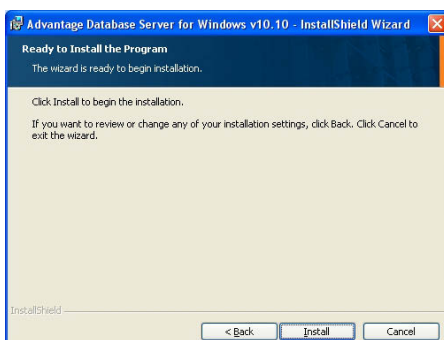 Advantage Database Server for Windows v10.10 - InstallShield Wizard
Ready to Install the Program
The wizard is ready to begin installation.
Click Install to begin the installation.
If you want to review or change any of your installation settings, click Back. Click Cancel to
exit the wizard.
InstallShield
< Back Install Cancel